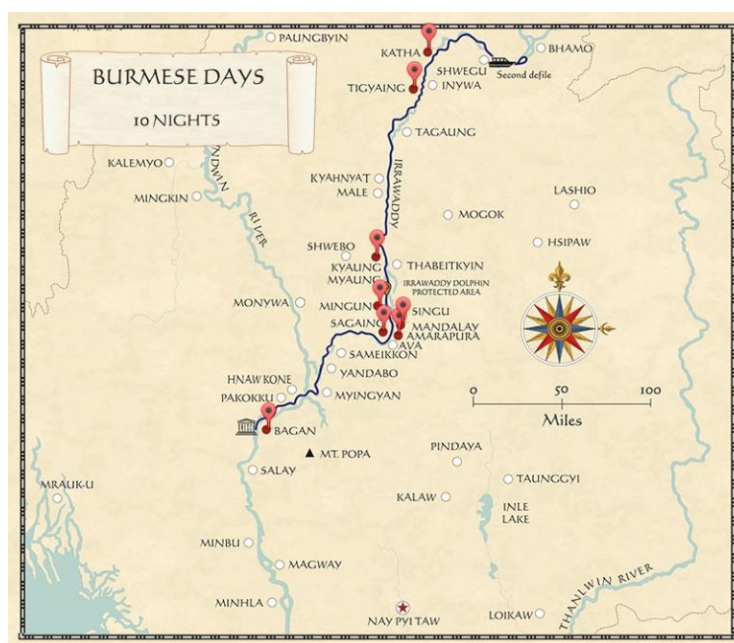 PAUNGBYIN
KATHA
BHAMO
SHWEGU
Second defile
BURMESE DAYS
10 NIGHTS
TIGYAING
INYWA
TAGAUNG
KALEMYO
KYAHNYAT
MINGKIN
MALE
IRRAWADDY
LASHIO
MOGOK
NDWIN
RIVER
SHWEBO
HSIPAW
KYAUNG
MYAUNG
THABEITKYIN
IRRAWADDY DOLPHIN
PROTECTED AREA
MONYWA
MINGUN
SINGU
SAGAING
MANDALAY
AMARAPURA
AVA
SAMEIKKON
YANDABO
HNAW KONE
PAKOKKU
MYINGYAN
0 50 100
Miles
BAGAN
MT. POPA
PINDAYA
SALAY
TAUNGGYI
MRAUK-U
KALAW
INLE
LAKE
MINBU
MAGWAY
MINHLA
NAY PYI TAW
LOIKAW
THANLWIN RIVER